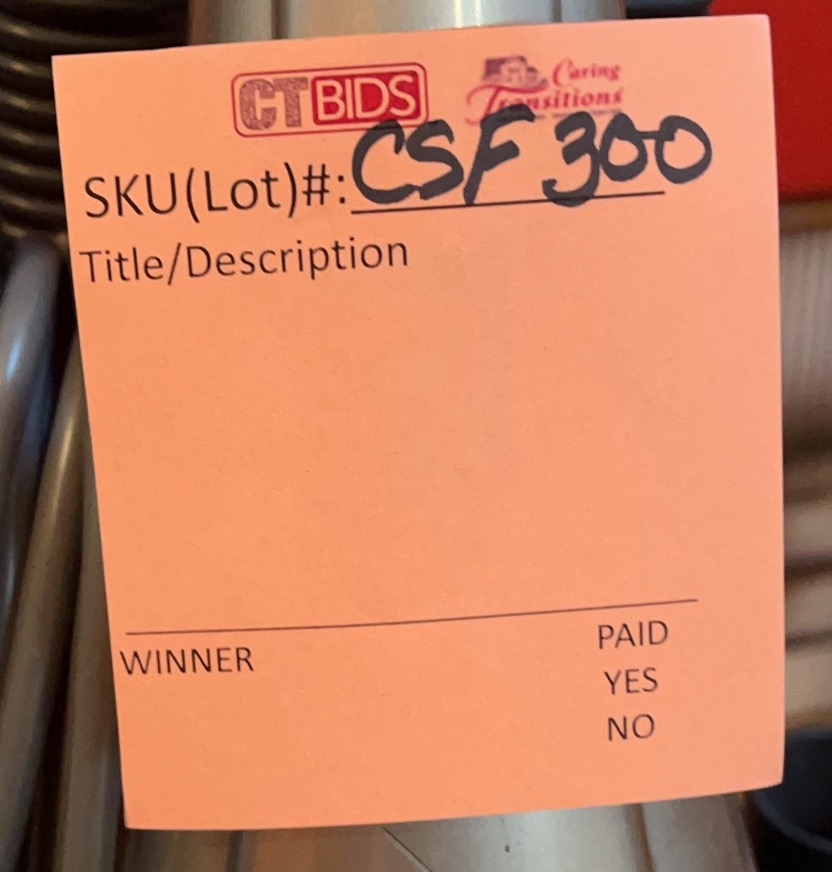 CTBIDS
Caring Transitions
SKU(Lot)#: CSF 300
Title/Description
WINNER
PAID
YES
NO